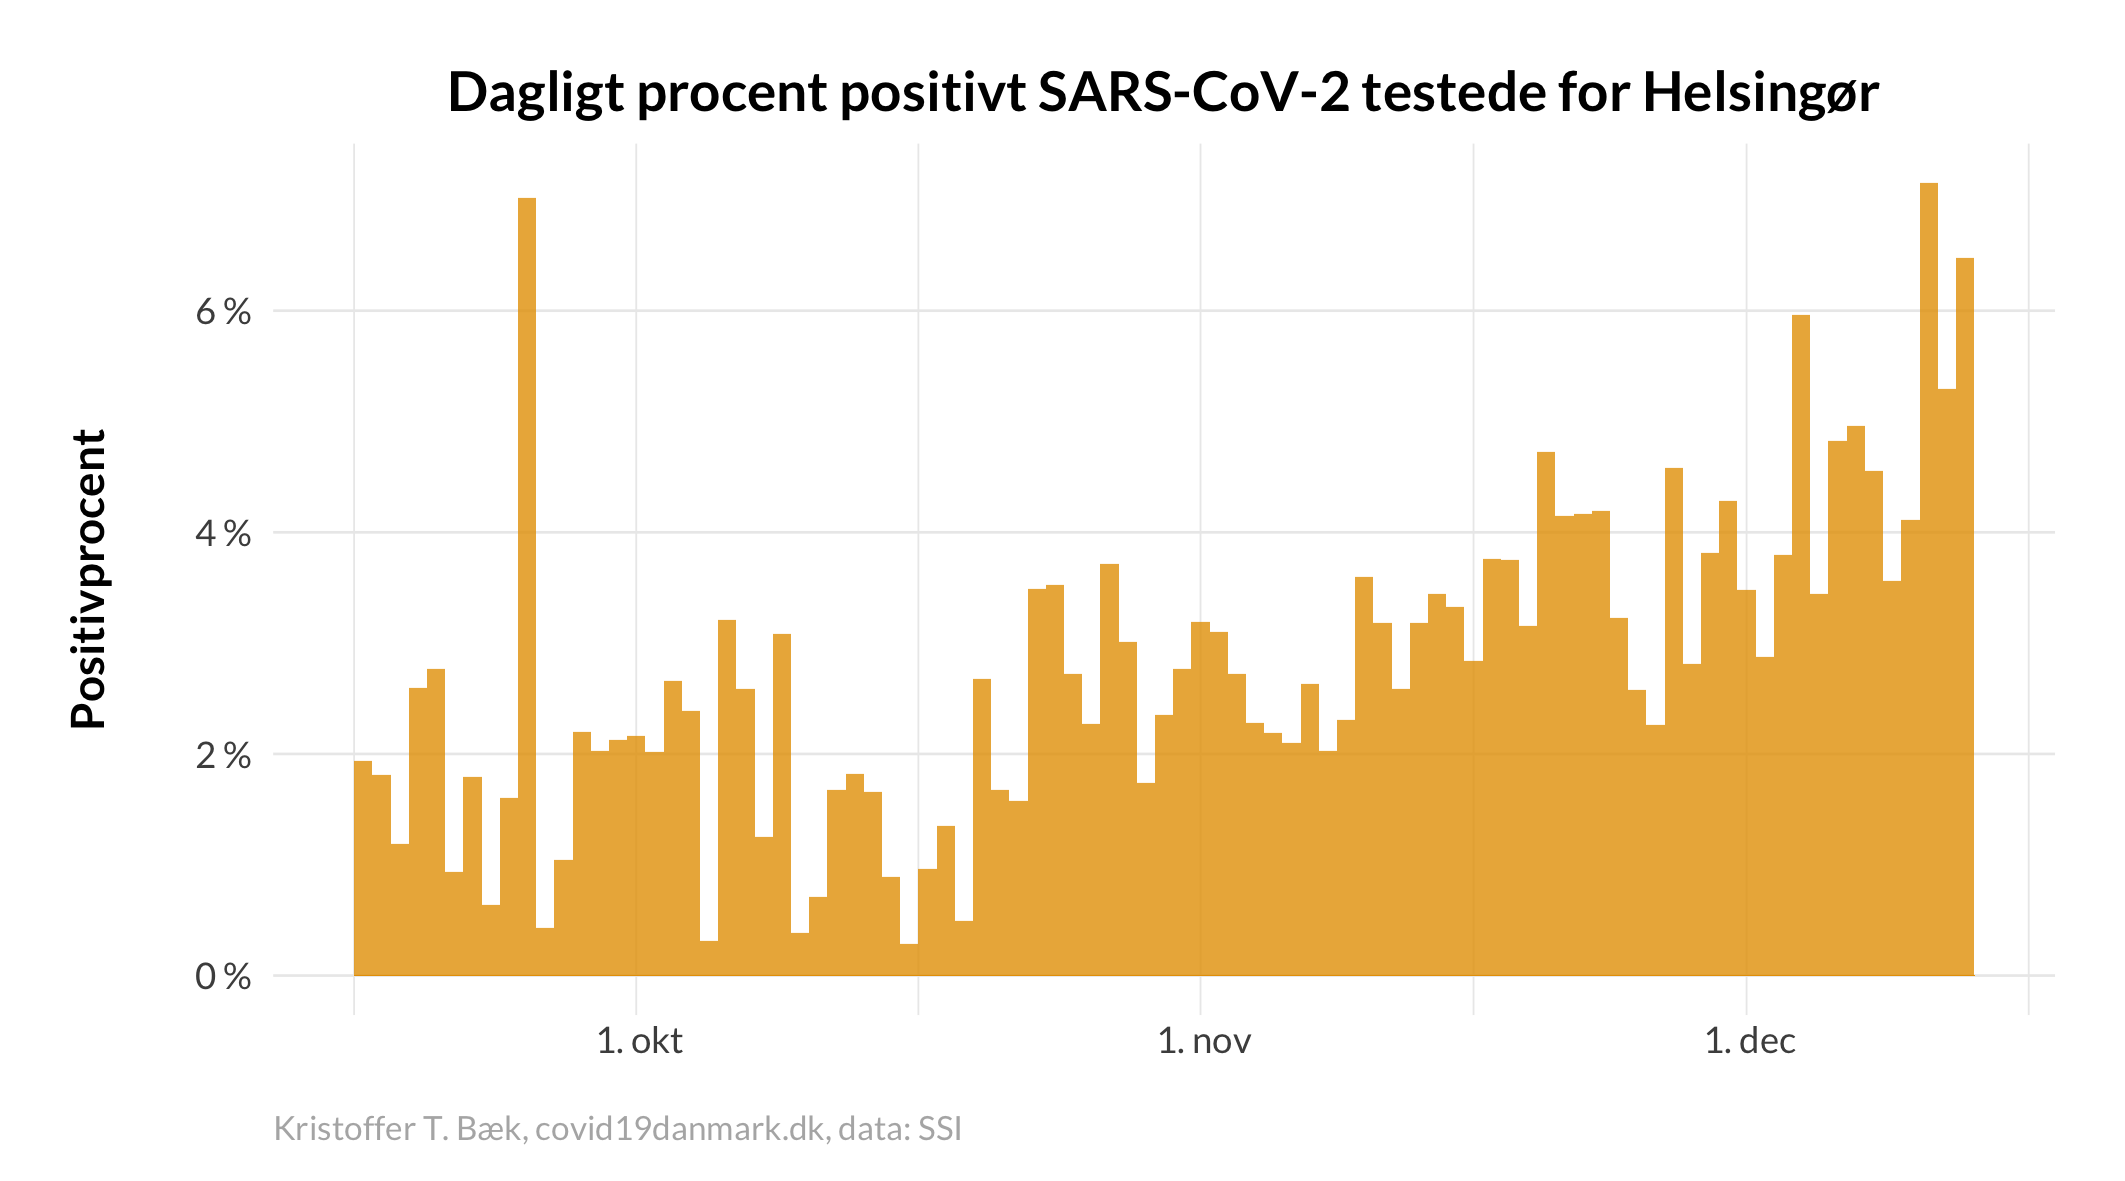 Dagligt procent positivt SARS-CoV-2 testede for Helsingør
Positivprocent
6 %
4 %
2 %
0 %
1. okt
1. nov
1. dec
Kristoffer T. Bæk, covid19danmark.dk, data: SSI